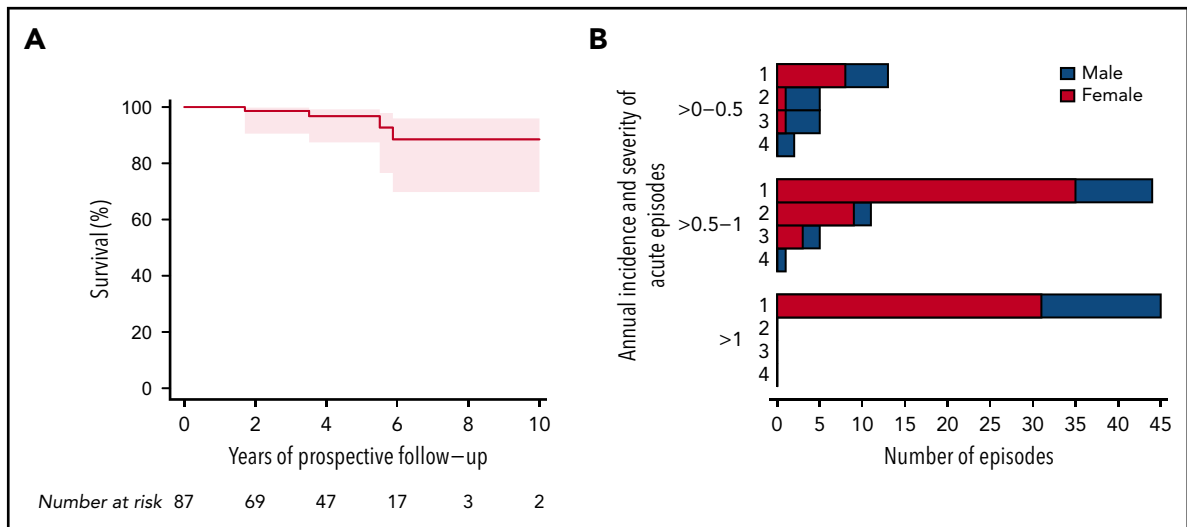 A
100
80
60
40
20
0
Survival (%)
0 2 4 6 8 10
Years of prospective follow–up
Number at risk 87 69 47 17 3 2
B
Male
Female
Annual incidence and severity of
acute episodes
>0–0.5
1
2
3
4
>0.5–1
1
2
3
4
>1
1
2
3
4
0 5 10 15 20 25 30 35 40 45
Number of episodes